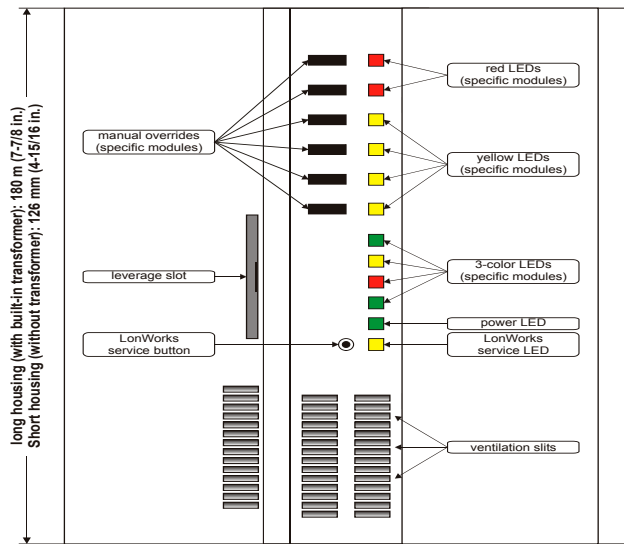 long housing (with built-in transformer): 180 m (7-7/8 in.)
Short housing (without transformer): 126 mm (4-15/16 in.)
red LEDs
(specific modules)
manual overrides
(specific modules)
yellow LEDs
(specific modules)
leverage slot
3-color LEDs
(specific modules)
power LED
LonWorks
service button
LonWorks
service LED
ventilation slits